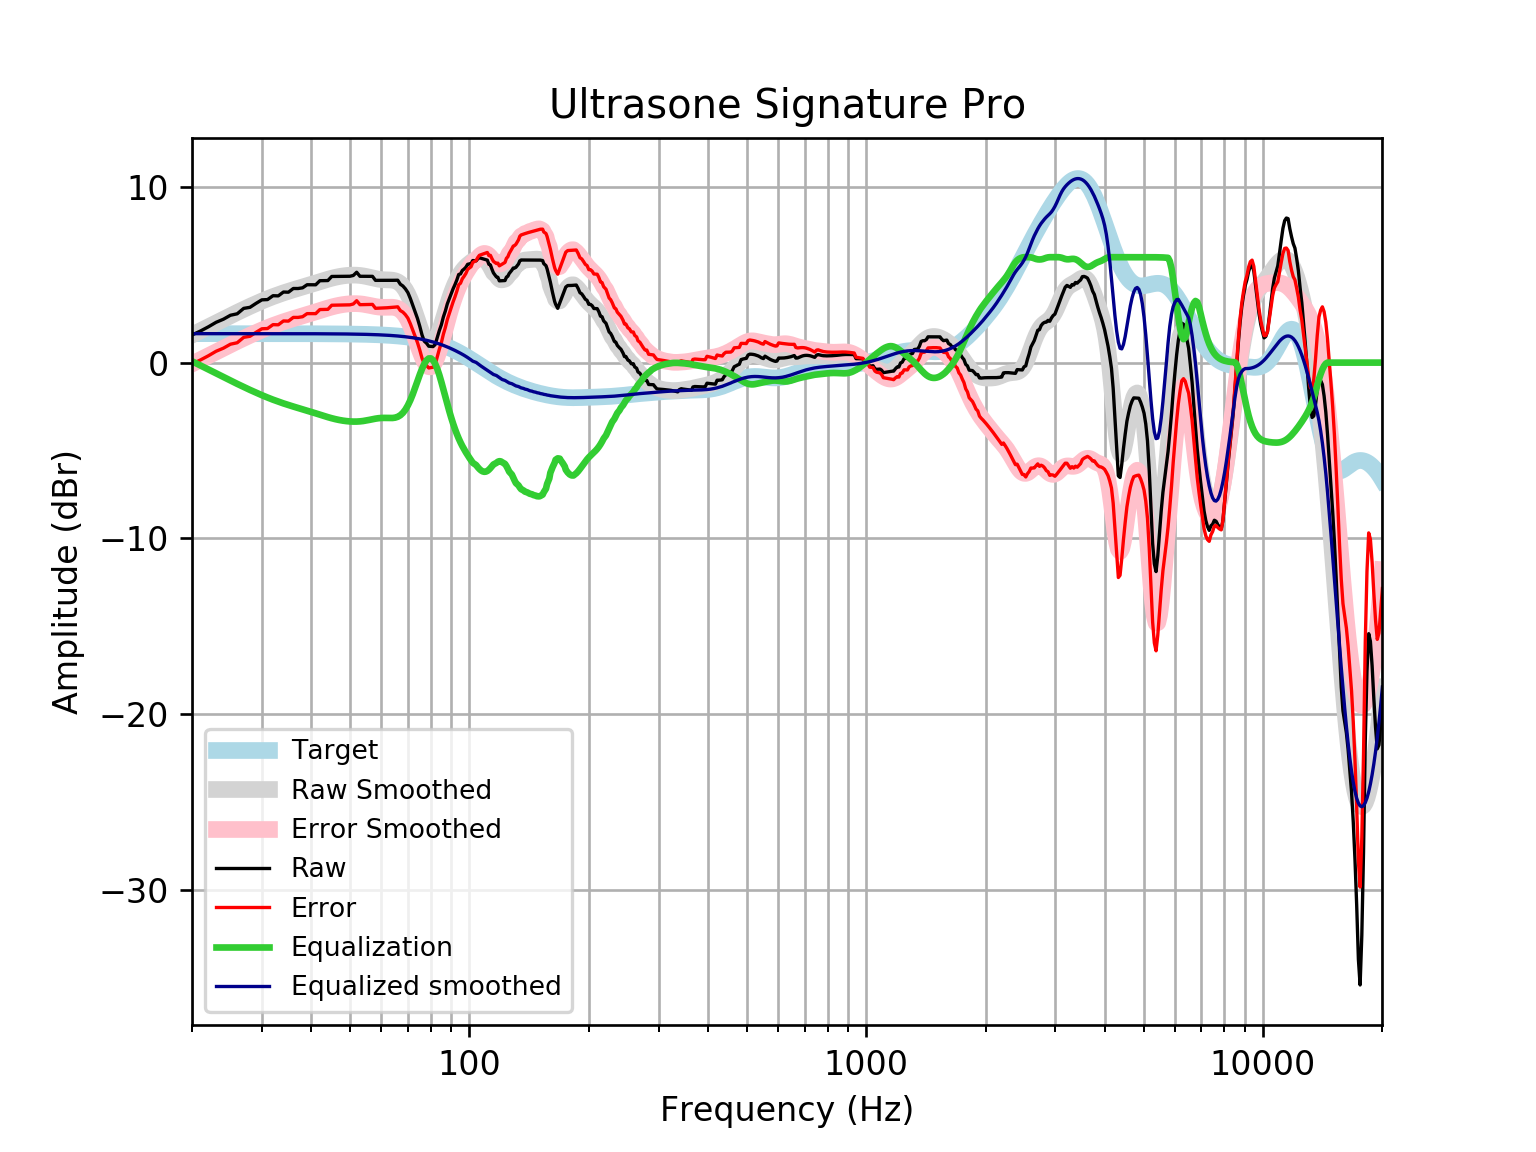 Ultrasone Signature Pro
10
0
−10
−20
−30
Amplitude (dBr)
Target
Raw Smoothed
Error Smoothed
Raw
Error
Equalization
Equalized smoothed
100
1000
10000
Frequency (Hz)